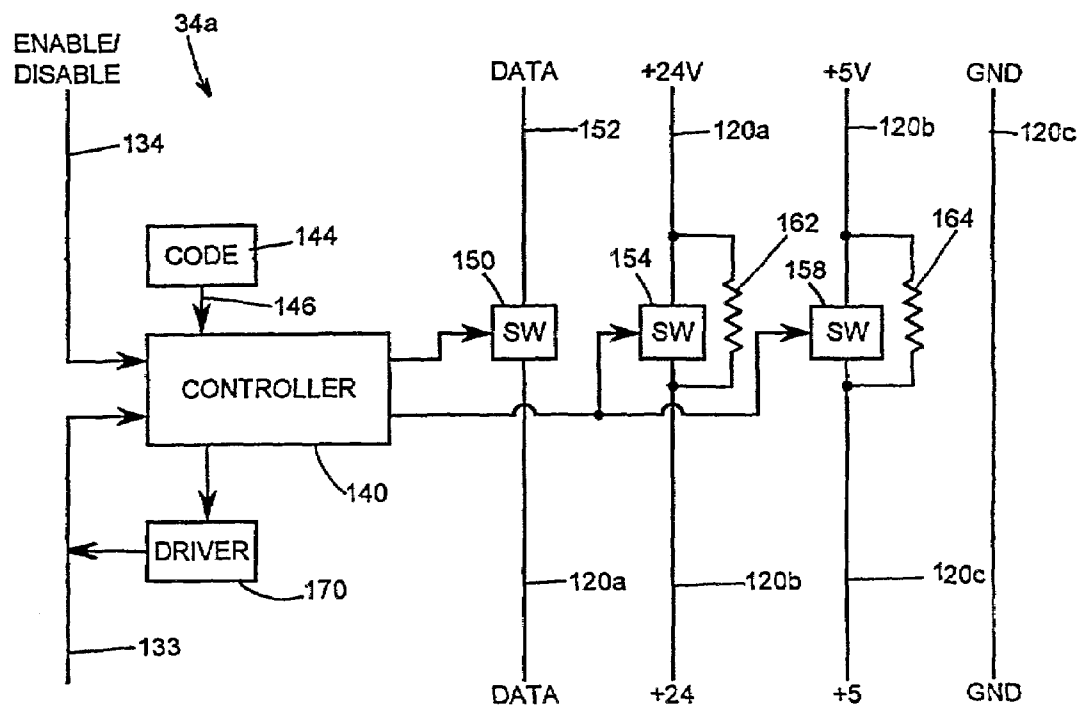 34a
ENABLE/
DISABLE
DATA
+24V
+5V
GND
134
152
120a
120b
120c
CODE
144
146
150
154
162
158
164
SW
SW
SW
CONTROLLER
140
DRIVER
170
120a
120b
120c
133
DATA
+24
+5
GND